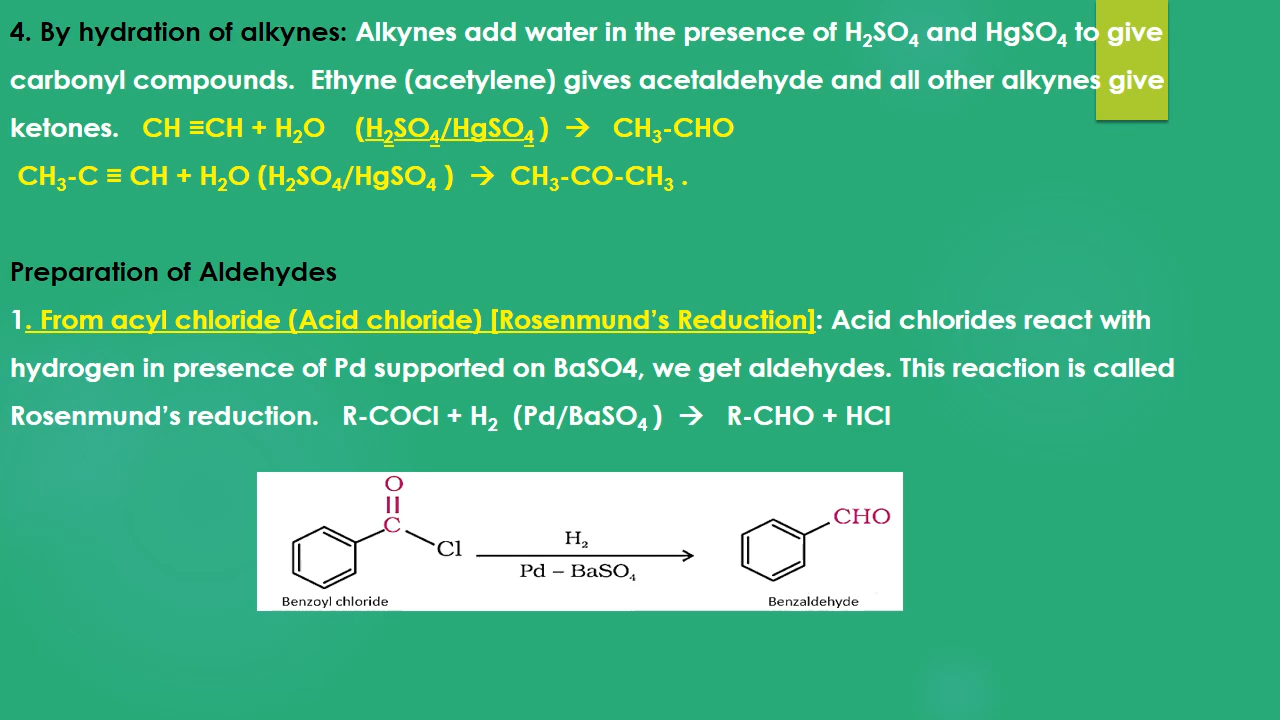 4. By hydration of alkynes: Alkynes add water in the presence of H₂SO₄ and HgSO₄ to give
carbonyl compounds.  Ethyne (acetylene) gives acetaldehyde and all other alkynes give
ketones.   CH ≡CH + H₂O    (H₂SO₄/HgSO₄ )  →   CH₃-CHO
CH₃-C ≡ CH + H₂O (H₂SO₄/HgSO₄ )  →  CH₃-CO-CH₃ .
Preparation of Aldehydes
1. From acyl chloride (Acid chloride) [Rosenmund’s Reduction]: Acid chlorides react with
hydrogen in presence of Pd supported on BaSO4, we get aldehydes. This reaction is called
Rosenmund’s reduction.   R-COCl + H₂  (Pd/BaSO₄ )  →   R-CHO + HCl
O
C
Cl
H₂
Pd – BaSO₄
CHO
Benzoyl chloride
Benzaldehyde